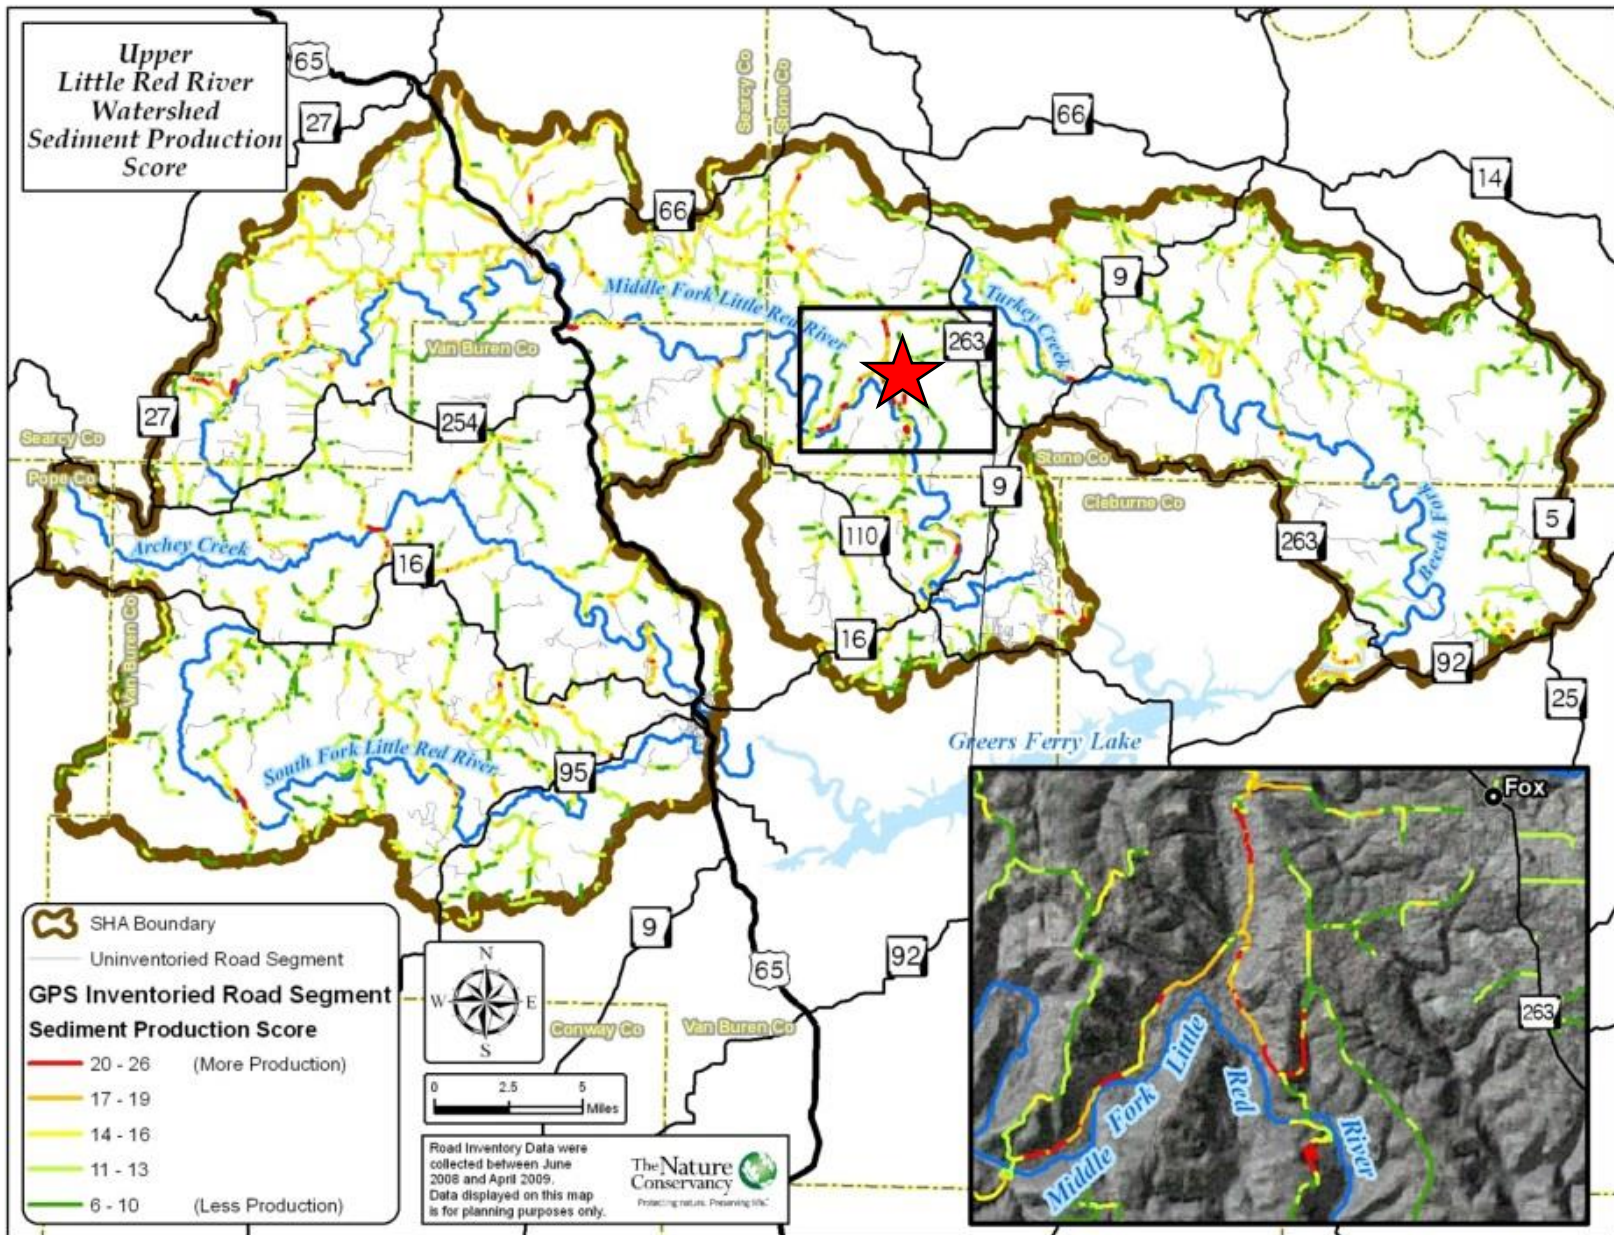 Upper
Little Red River
Watershed
Sediment Production
Score
65
27
66
Searcy Co
Stone Co
66
14
9
Middle Fork Little Red River
Turkey Creek
263
Van Buren Co
27
254
Searcy Co
Pope Co
Stone Co
9
Cleburne Co
Beech Fork
5
110
263
Archey Creek
16
Van Buren Co
16
92
25
South Fork Little Red River
95
Greers Ferry Lake
SHA Boundary
Uninventoried Road Segment
GPS Inventoried Road Segment
Sediment Production Score
20 - 26 (More Production)
17 - 19
14 - 16
11 - 13
6 - 10 (Less Production)
N
W E
S
0 2.5 5
Miles
9
65
92
Conway Co
Van Buren Co
Road Inventory Data were
collected between June
2008 and April 2009.
Data displayed on this map
is for planning purposes only.
The Nature
Conservancy
Protecting nature. Preserving life.
Fox
263
Middle Fork Little Red River